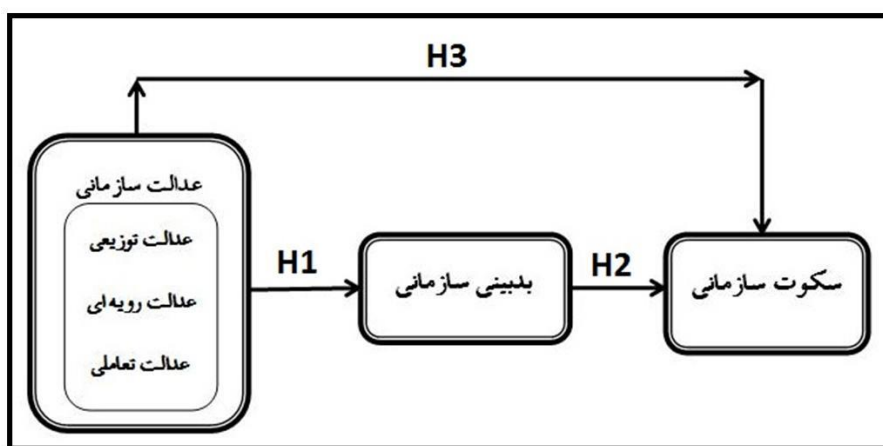 H3
عدالت سازمانی
عدالت توزیعی
عدالت رویه ای
عدالت تعاملی
H1
بدبینی سازمانی
H2
سکوت سازمانی